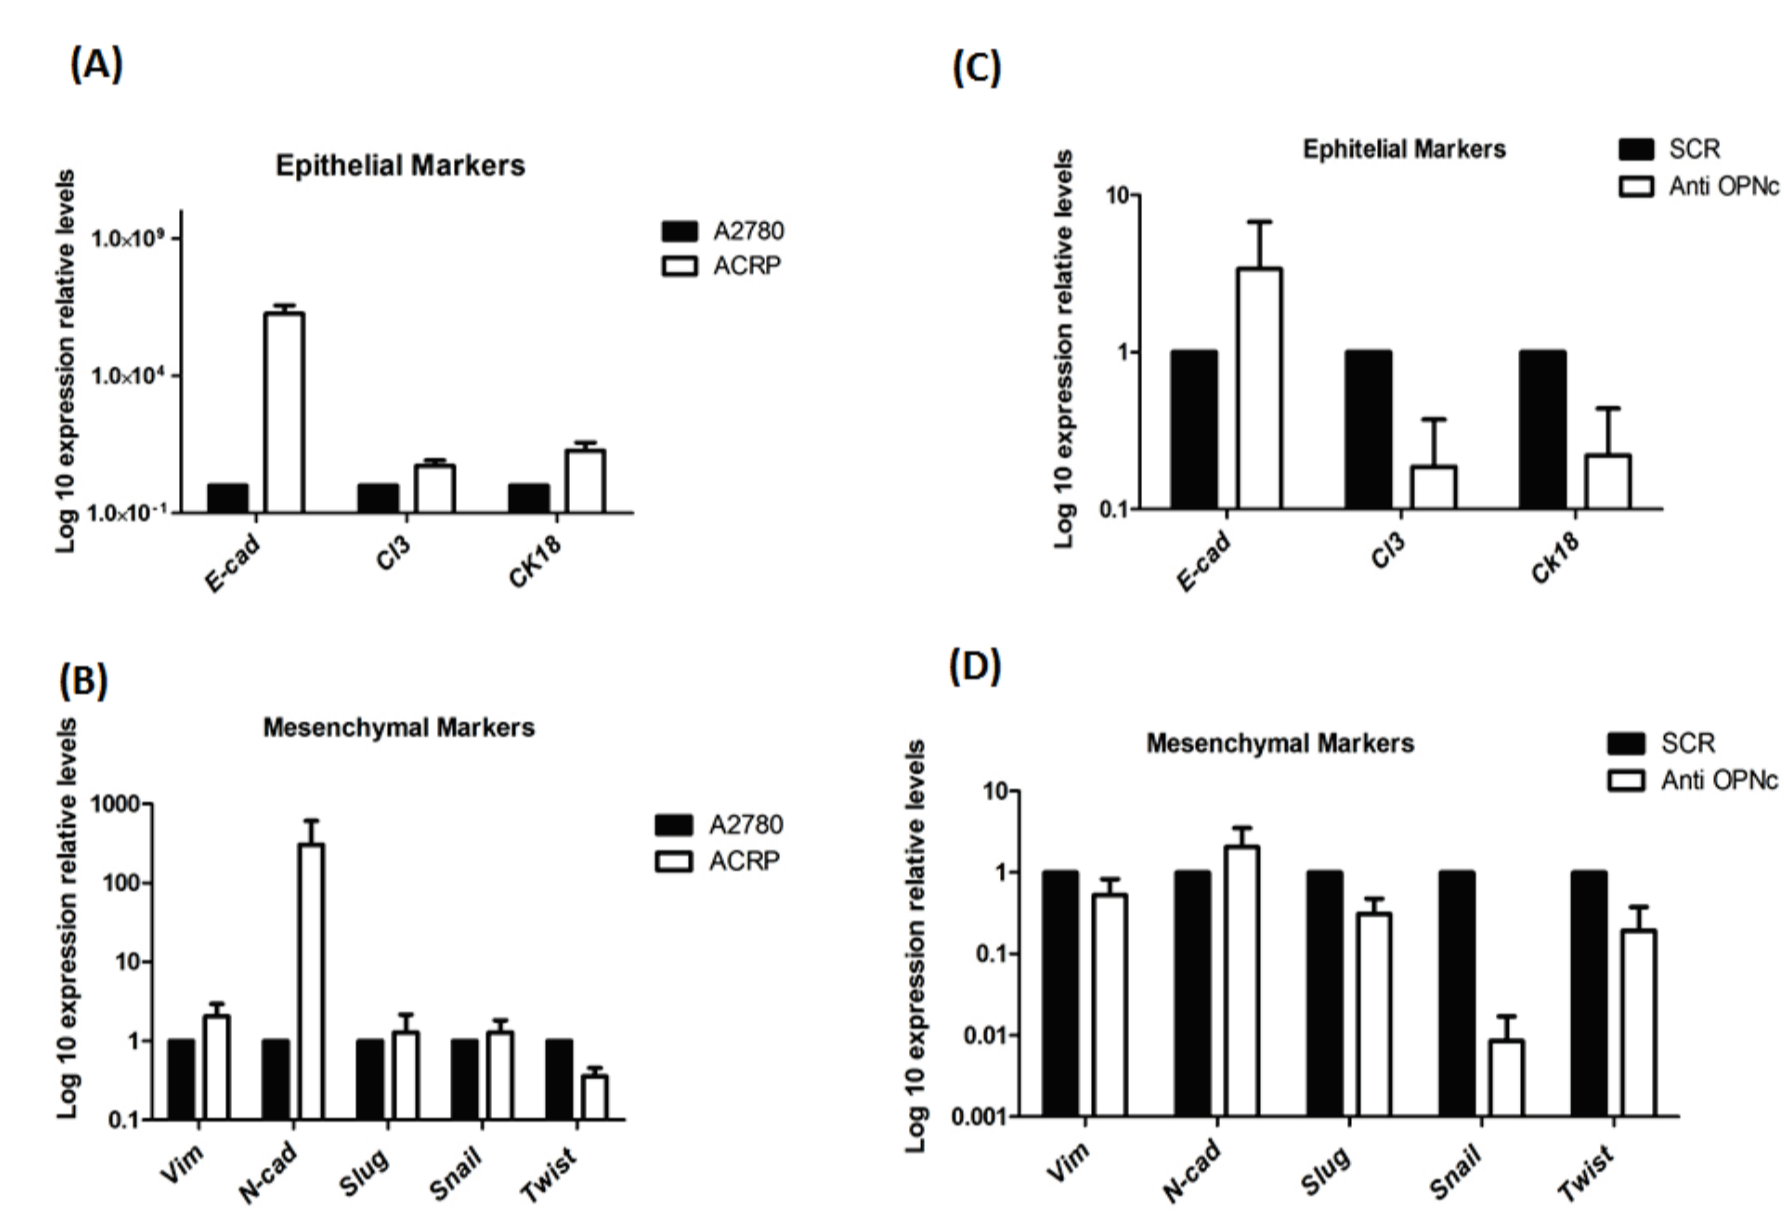 (A)
Epithelial Markers
Log 10 expression relative levels
1.0×10⁹
1.0×10⁴
1.0×10⁻¹
E-cad
Cl3
CK18
A2780
ACRP
(B)
Mesenchymal Markers
Log 10 expression relative levels
1000
100
10
1
0.1
Vim
N-cad
Slug
Snail
Twist
A2780
ACRP
(C)
Ephitelial Markers
Log 10 expression relative levels
10
1
0.1
E-cad
Cl3
Ck18
SCR
Anti OPNc
(D)
Mesenchymal Markers
Log 10 expression relative levels
10
1
0.1
0.01
0.001
Vim
N-cad
Slug
Snail
Twist
SCR
Anti OPNc